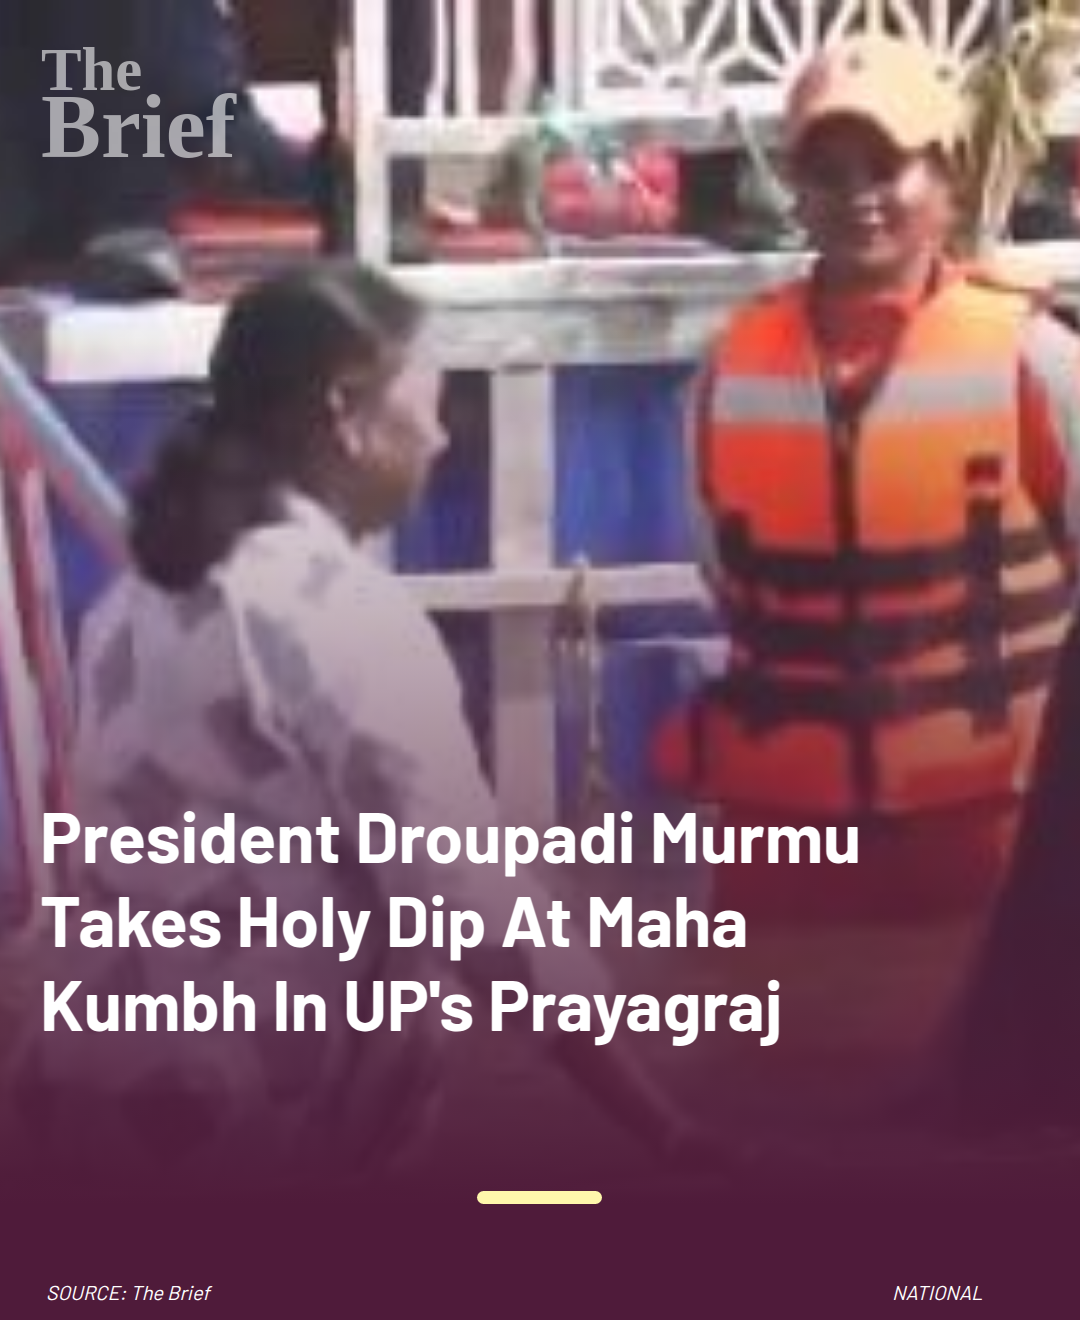 The
Brief
President Droupadi Murmu
Takes Holy Dip At Maha
Kumbh In UP's Prayagraj
SOURCE: The Brief
NATIONAL